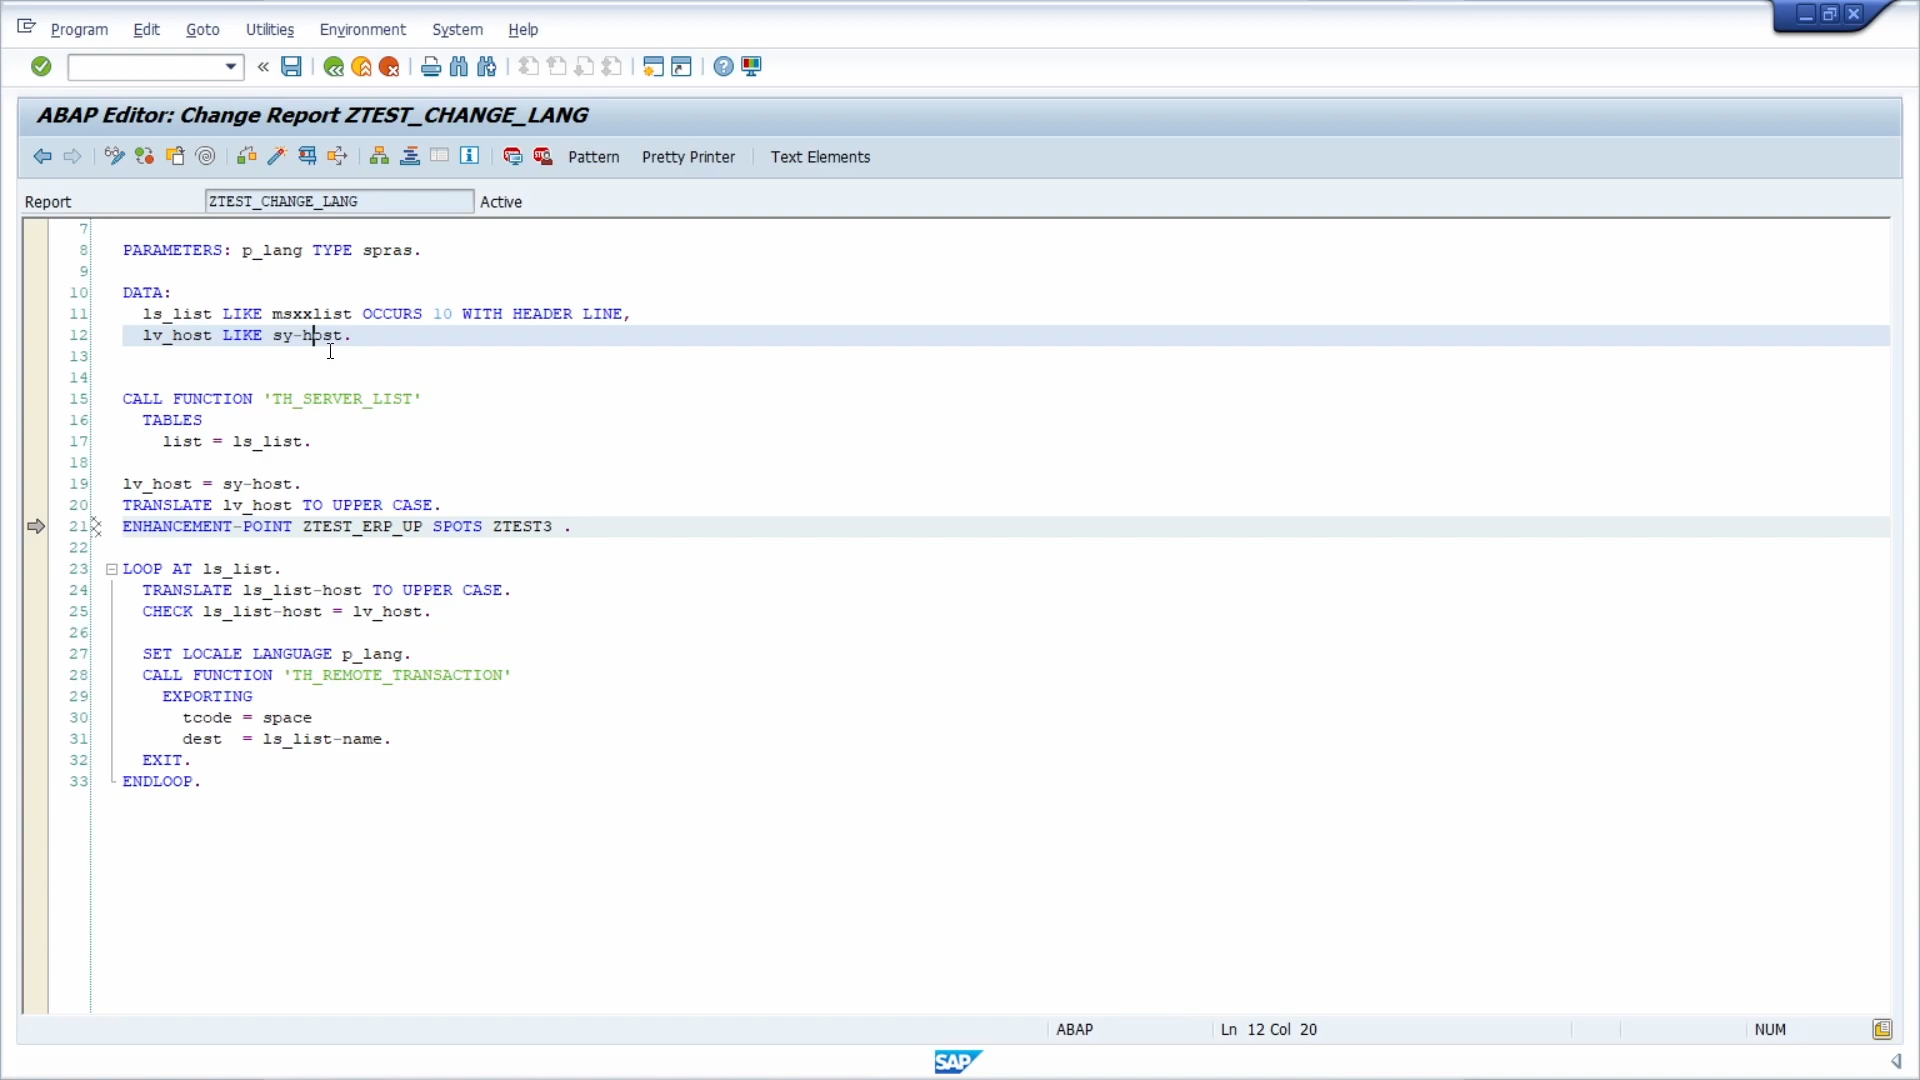 Program Edit Goto Utilities Environment System Help
ABAP Editor: Change Report ZTEST_CHANGE_LANG
Pattern Pretty Printer Text Elements
Report ZTEST_CHANGE_LANG Active
7
8 PARAMETERS: p_lang TYPE spras.
9
10 DATA:
11 ls_list LIKE msxxlist OCCURS 10 WITH HEADER LINE,
12 lv_host LIKE sy-host.
13
14
15 CALL FUNCTION 'TH_SERVER_LIST'
16 TABLES
17 list = ls_list.
18
19 lv_host = sy-host.
20 TRANSLATE lv_host TO UPPER CASE.
21 ENHANCEMENT-POINT ZTEST_ERP_UP SPOTS ZTEST3 .
22
23 LOOP AT ls_list.
24 TRANSLATE ls_list-host TO UPPER CASE.
25 CHECK ls_list-host = lv_host.
26
27 SET LOCALE LANGUAGE p_lang.
28 CALL FUNCTION 'TH_REMOTE_TRANSACTION'
29 EXPORTING
30 tcode = space
31 dest = ls_list-name.
32 EXIT.
33 ENDLOOP.
ABAP Ln 12 Col 20 NUM
SAP